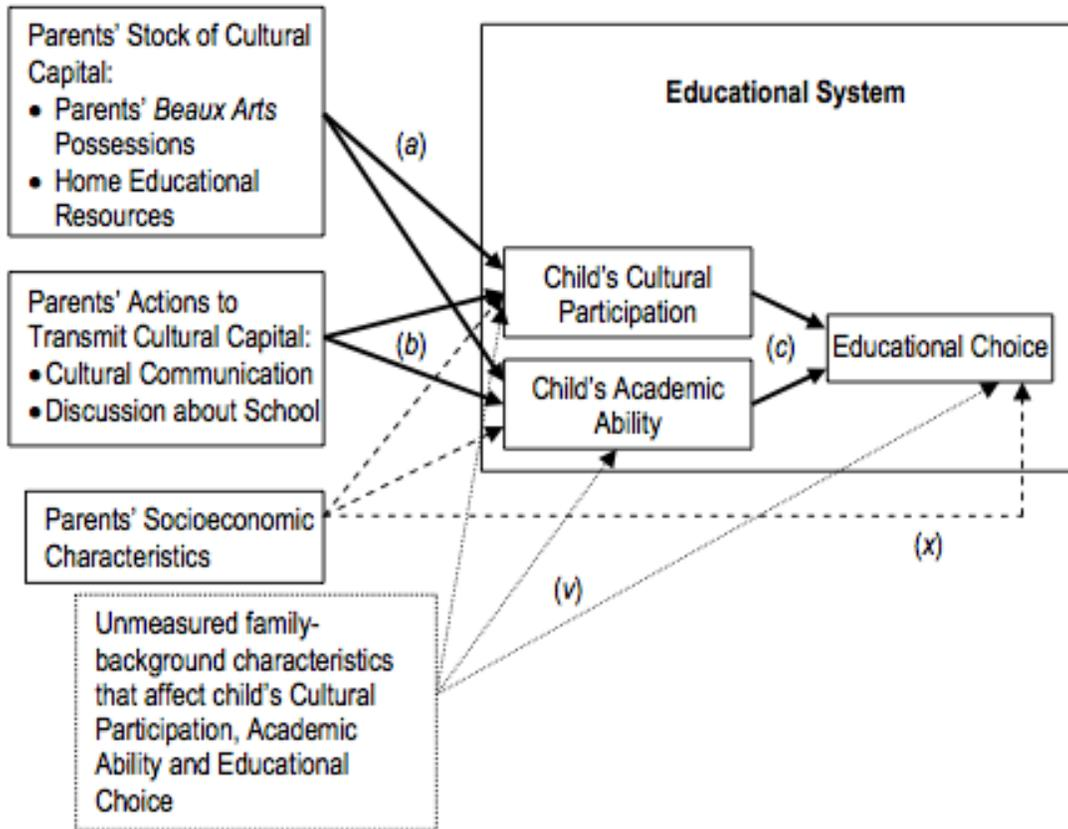 Parents' Stock of Cultural
Capital:
• Parents' Beaux Arts
Possessions
• Home Educational
Resources
Educational System
(a)
Parents' Actions to
Transmit Cultural Capital:
• Cultural Communication
• Discussion about School
(b)
Child's Cultural
Participation
Child's Academic
Ability
(c)
Educational Choice
Parents' Socioeconomic
Characteristics
(x)
(v)
Unmeasured family-
background characteristics
that affect child's Cultural
Participation, Academic
Ability and Educational
Choice